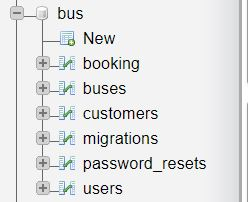 bus
New
booking
buses
customers
migrations
password_resets
users